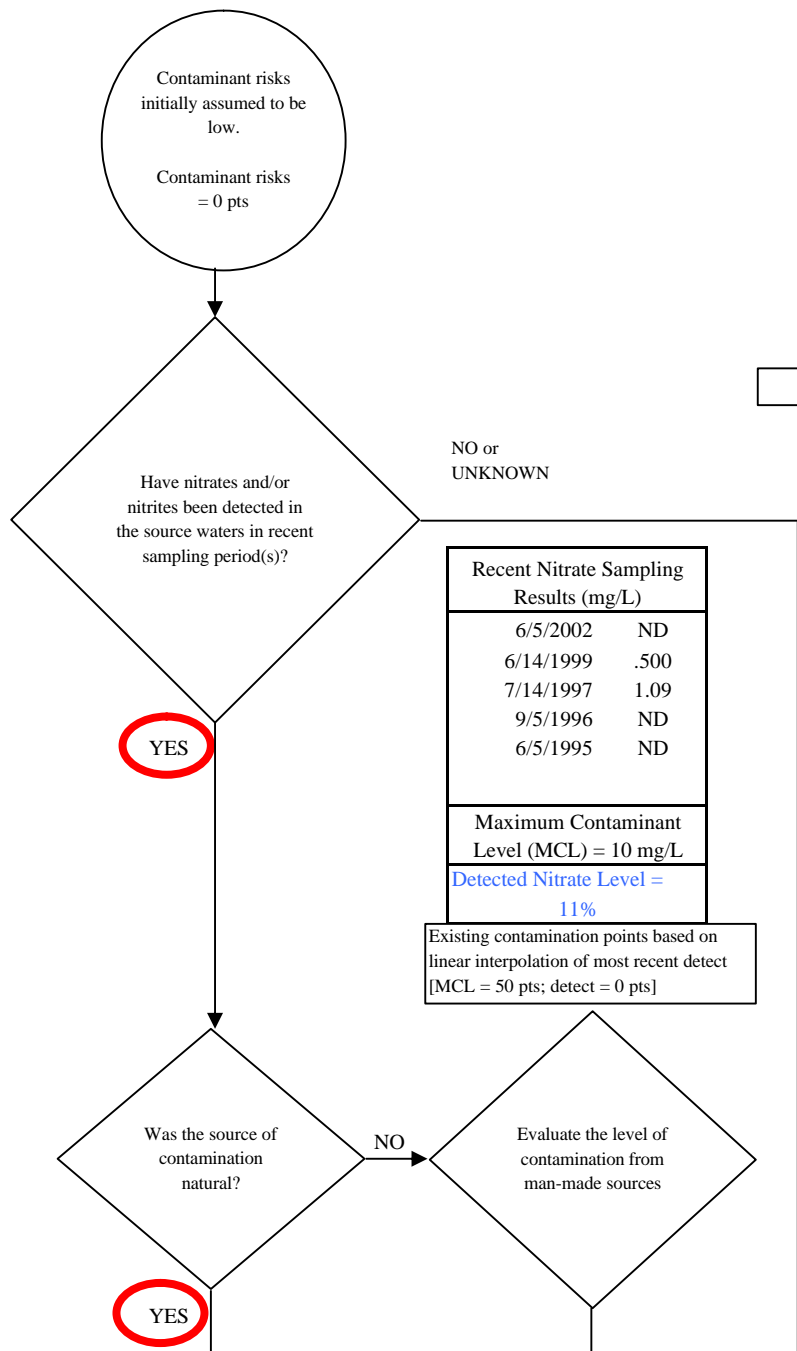 Contaminant risks
initially assumed to be
low.
Contaminant risks
= 0 pts
NO or
UNKNOWN
Have nitrates and/or
nitrites been detected in
the source waters in recent
sampling period(s)?
Recent Nitrate Sampling
Results (mg/L)
6/5/2002 ND
6/14/1999 .500
7/14/1997 1.09
9/5/1996 ND
6/5/1995 ND
YES
Maximum Contaminant
Level (MCL) = 10 mg/L
Detected Nitrate Level =
11%
Existing contamination points based on
linear interpolation of most recent detect
[MCL = 50 pts; detect = 0 pts]
Was the source of
contamination
natural?
NO
Evaluate the level of
contamination from
man-made sources
YES